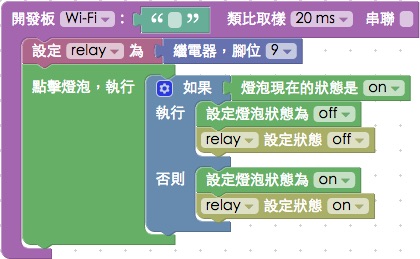 開發板 Wi-Fi : “ ” 類比取樣 20 ms 串聯
設定 relay 為 繼電器，腳位 9
點擊燈泡，執行 如果 燈泡現在的狀態是 on
執行 設定燈泡狀態為 off
relay 設定狀態 off
否則 設定燈泡狀態為 on
relay 設定狀態 on